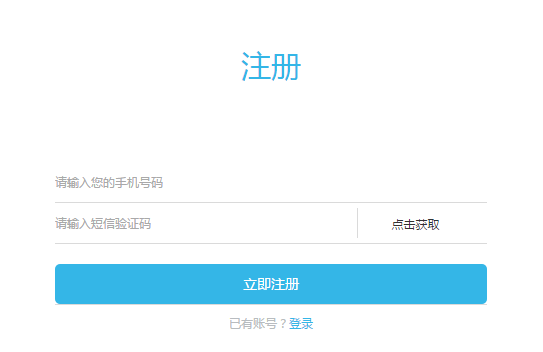 注册
请输入您的手机号码
请输入短信验证码 点击获取
立即注册
已有账号？登录